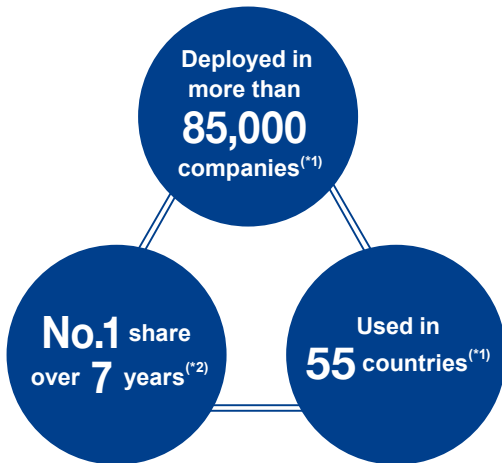 Deployed in
more than
85,000
companies(*1)
No.1 share
over 7 years(*2)
Used in
55 countries(*1)